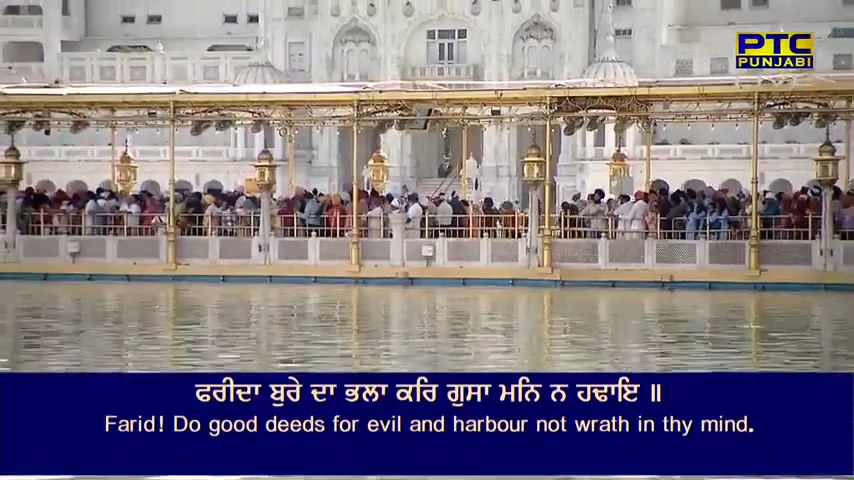 PTC
PUNJABI
ਫਰੀਦਾ ਬੁਰੇ ਦਾ ਭਲਾ ਕਰਿ ਗੁਸਾ ਮਨਿ ਨ ਹਢਾਇ ॥
Farid! Do good deeds for evil and harbour not wrath in thy mind.